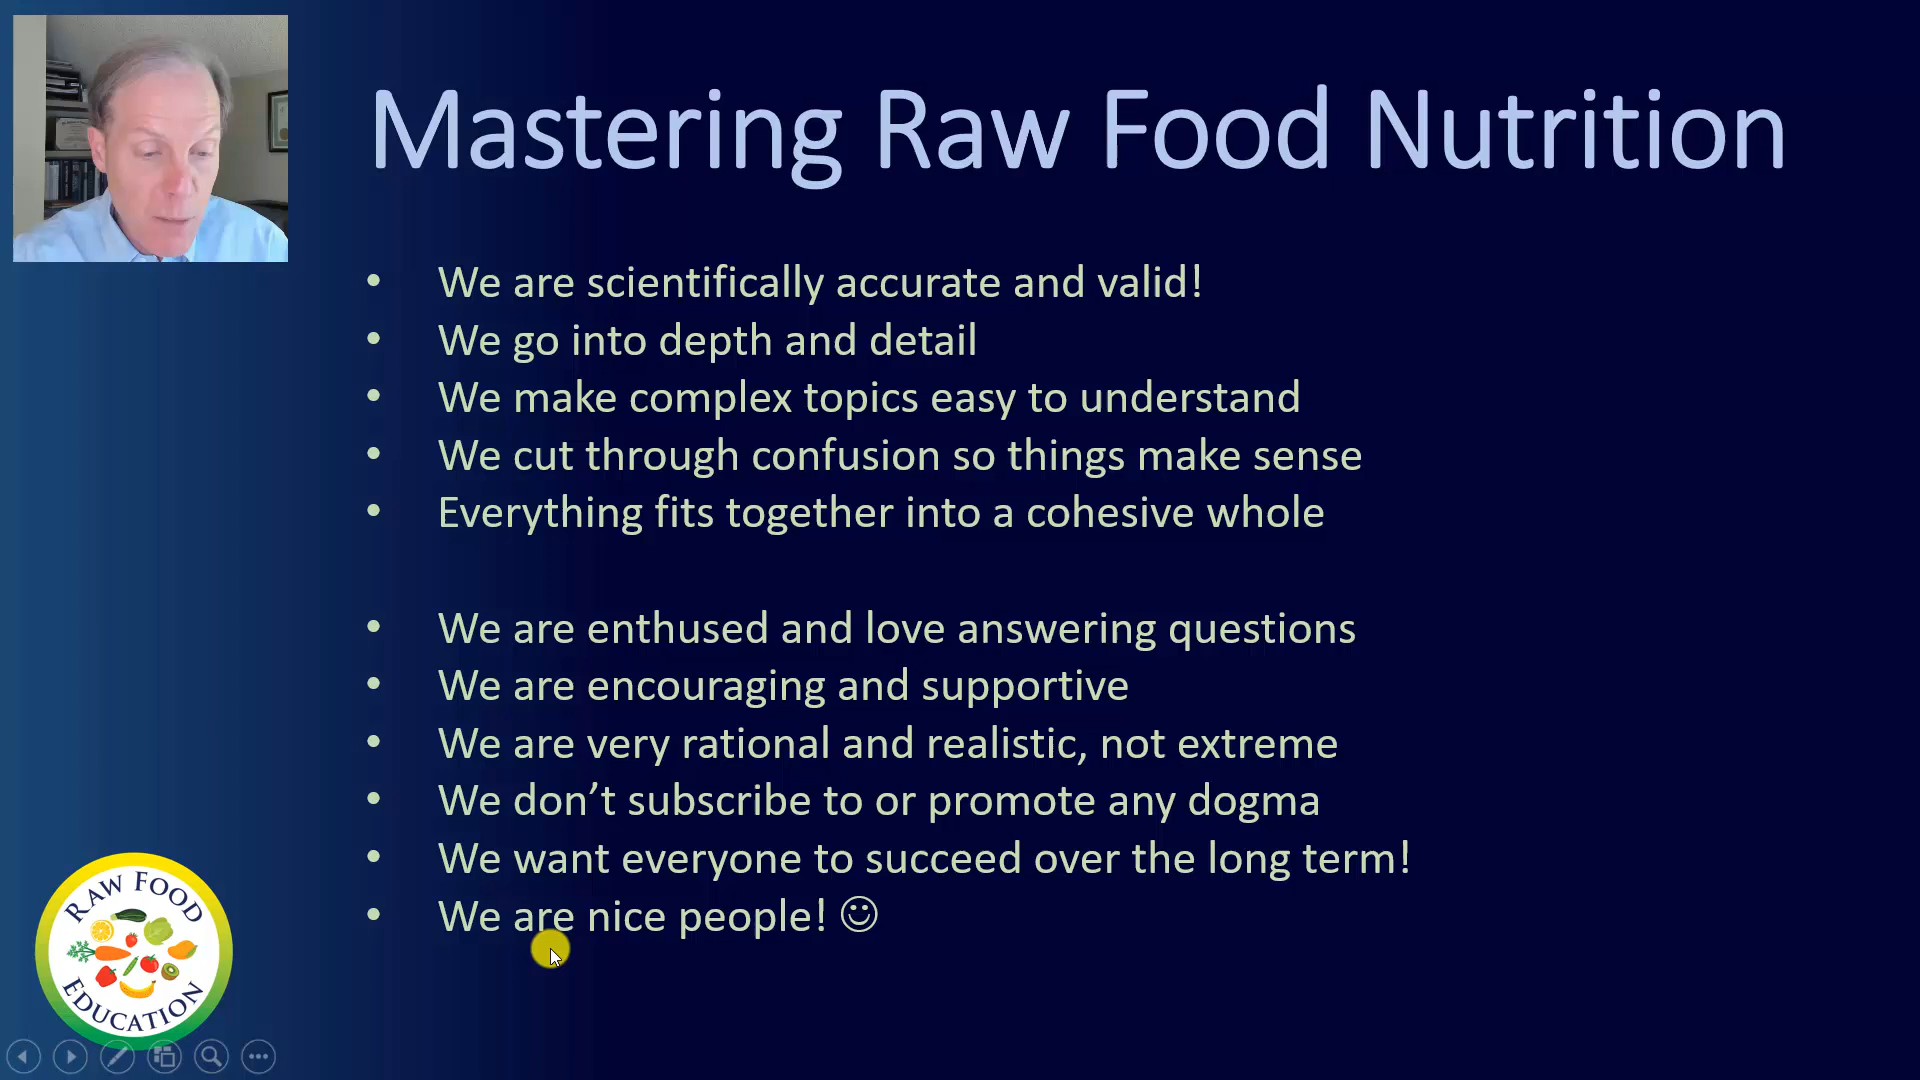 Mastering Raw Food Nutrition
• We are scientifically accurate and valid!
• We go into depth and detail
• We make complex topics easy to understand
• We cut through confusion so things make sense
• Everything fits together into a cohesive whole
• We are enthused and love answering questions
• We are encouraging and supportive
• We are very rational and realistic, not extreme
• We don’t subscribe to or promote any dogma
• We want everyone to succeed over the long term!
• We are nice people! ☺
RAW FOOD
EDUCATION